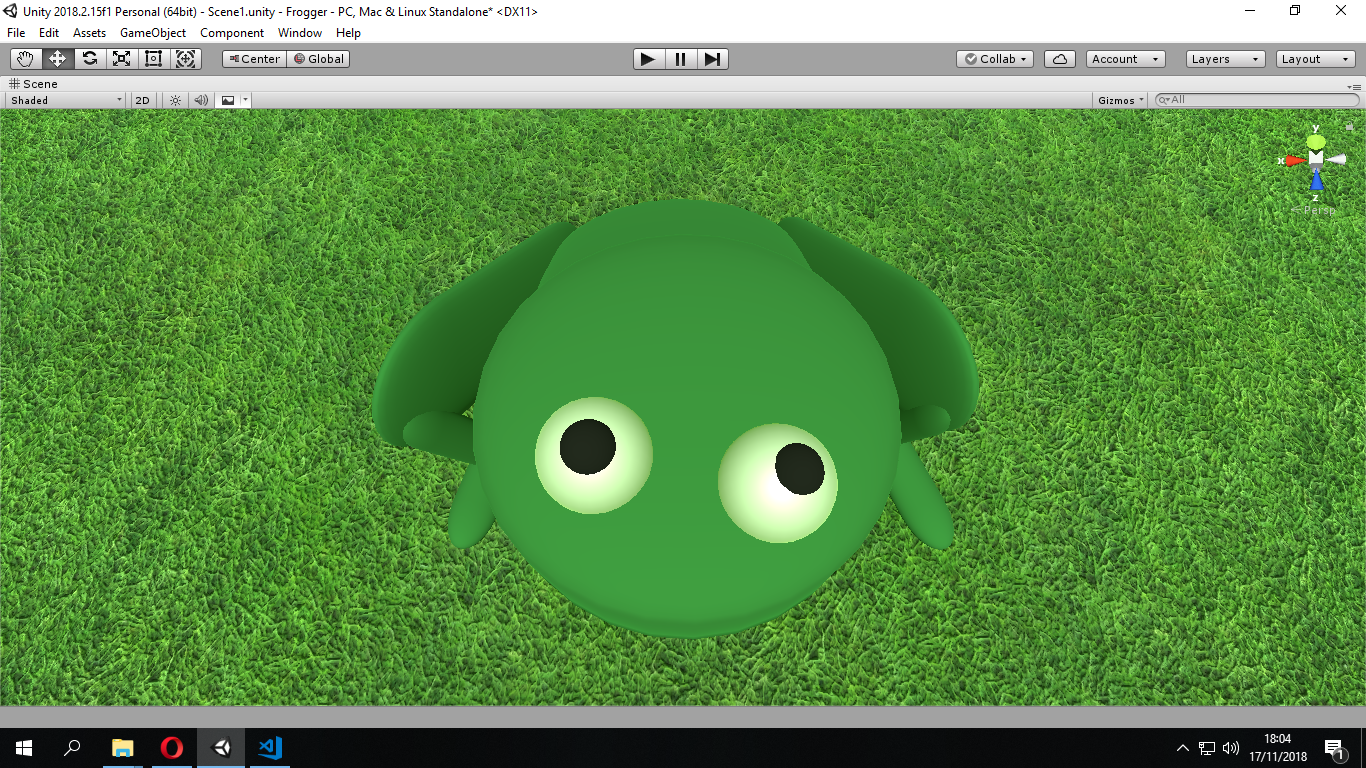 Unity 2018.2.15f1 Personal (64bit) - Scene1.unity - Frogger - PC, Mac & Linux Standalone* <DX11>
File Edit Assets GameObject Component Window Help
Center Global Collab Account Layers Layout
Scene
Shaded 2D Gizmos All
y
x
z
Persp
18:04
17/11/2018
1